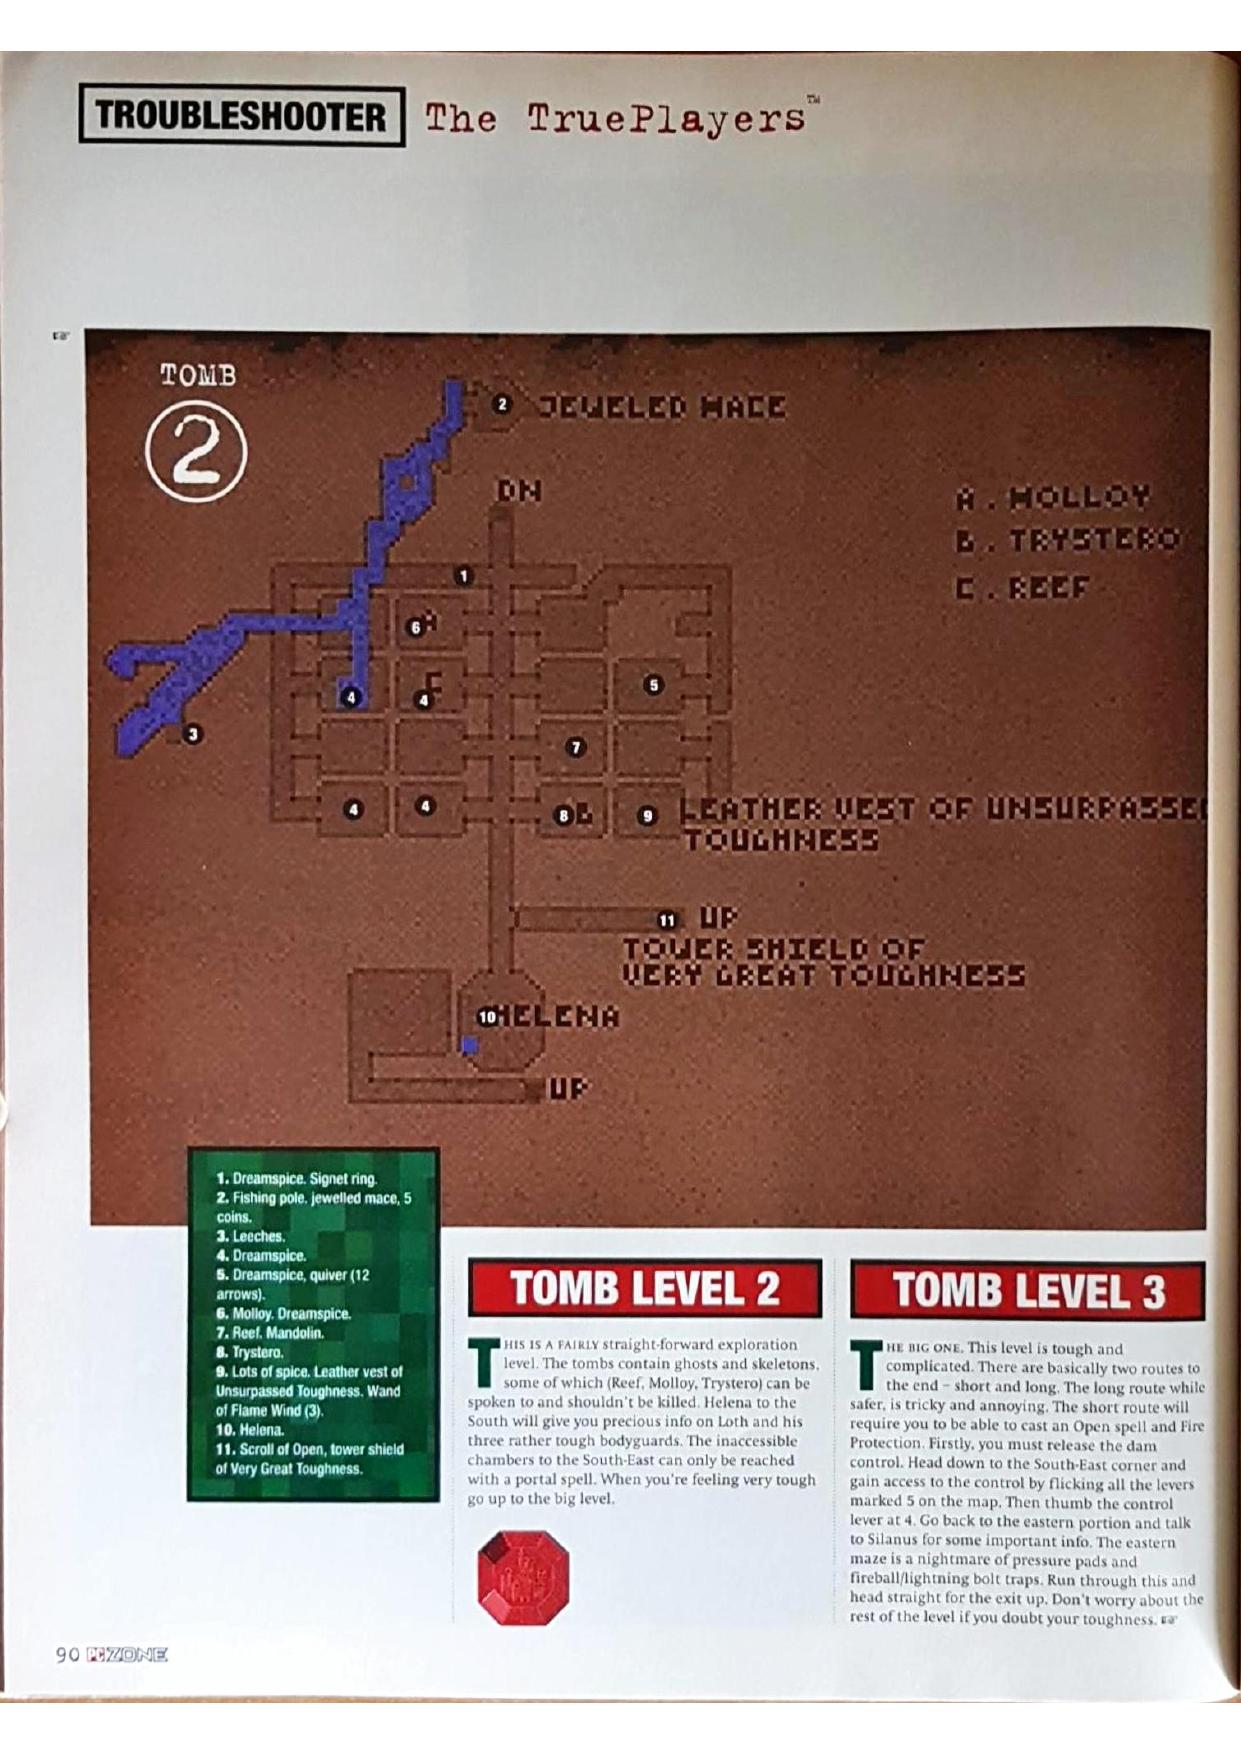 TROUBLESHOOTER The TruePlayers™
TOMB
2
2 JEWELED MACE
DN
A . MOLLOY
B . TRYSTERO
C . REEF
1
6 A
4
4 C
5
3
7
4
4
8 B
9 LEATHER VEST OF UNSURPASSED
TOUGHNESS
11 UP
TOWER SHIELD OF
VERY GREAT TOUGHNESS
10 HELENA
UP
1. Dreamspice. Signet ring.
2. Fishing pole. jewelled mace, 5
coins.
3. Leeches.
4. Dreamspice.
5. Dreamspice, quiver (12
arrows).
6. Molloy. Dreamspice.
7. Reef. Mandolin.
8. Trystero.
9. Lots of spice. Leather vest of
Unsurpassed Toughness. Wand
of Flame Wind (3).
10. Helena.
11. Scroll of Open, tower shield
of Very Great Toughness.
TOMB LEVEL 2
THIS IS A FAIRLY straight-forward exploration
level. The tombs contain ghosts and skeletons,
some of which (Reef, Molloy, Trystero) can be
spoken to and shouldn't be killed. Helena to the
South will give you precious info on Loth and his
three rather tough bodyguards. The inaccessible
chambers to the South-East can only be reached
with a portal spell. When you're feeling very tough
go up to the big level.
TOMB LEVEL 3
THE BIG ONE. This level is tough and
complicated. There are basically two routes to
the end – short and long. The long route while
safer, is tricky and annoying. The short route will
require you to be able to cast an Open spell and Fire
Protection. Firstly, you must release the dam
control. Head down to the South-East corner and
gain access to the control by flicking all the levers
marked 5 on the map. Then thumb the control
lever at 4. Go back to the eastern portion and talk
to Silanus for some important info. The eastern
maze is a nightmare of pressure pads and
fireball/lightning bolt traps. Run through this and
head straight for the exit up. Don't worry about the
rest of the level if you doubt your toughness.
90 PC ZONE